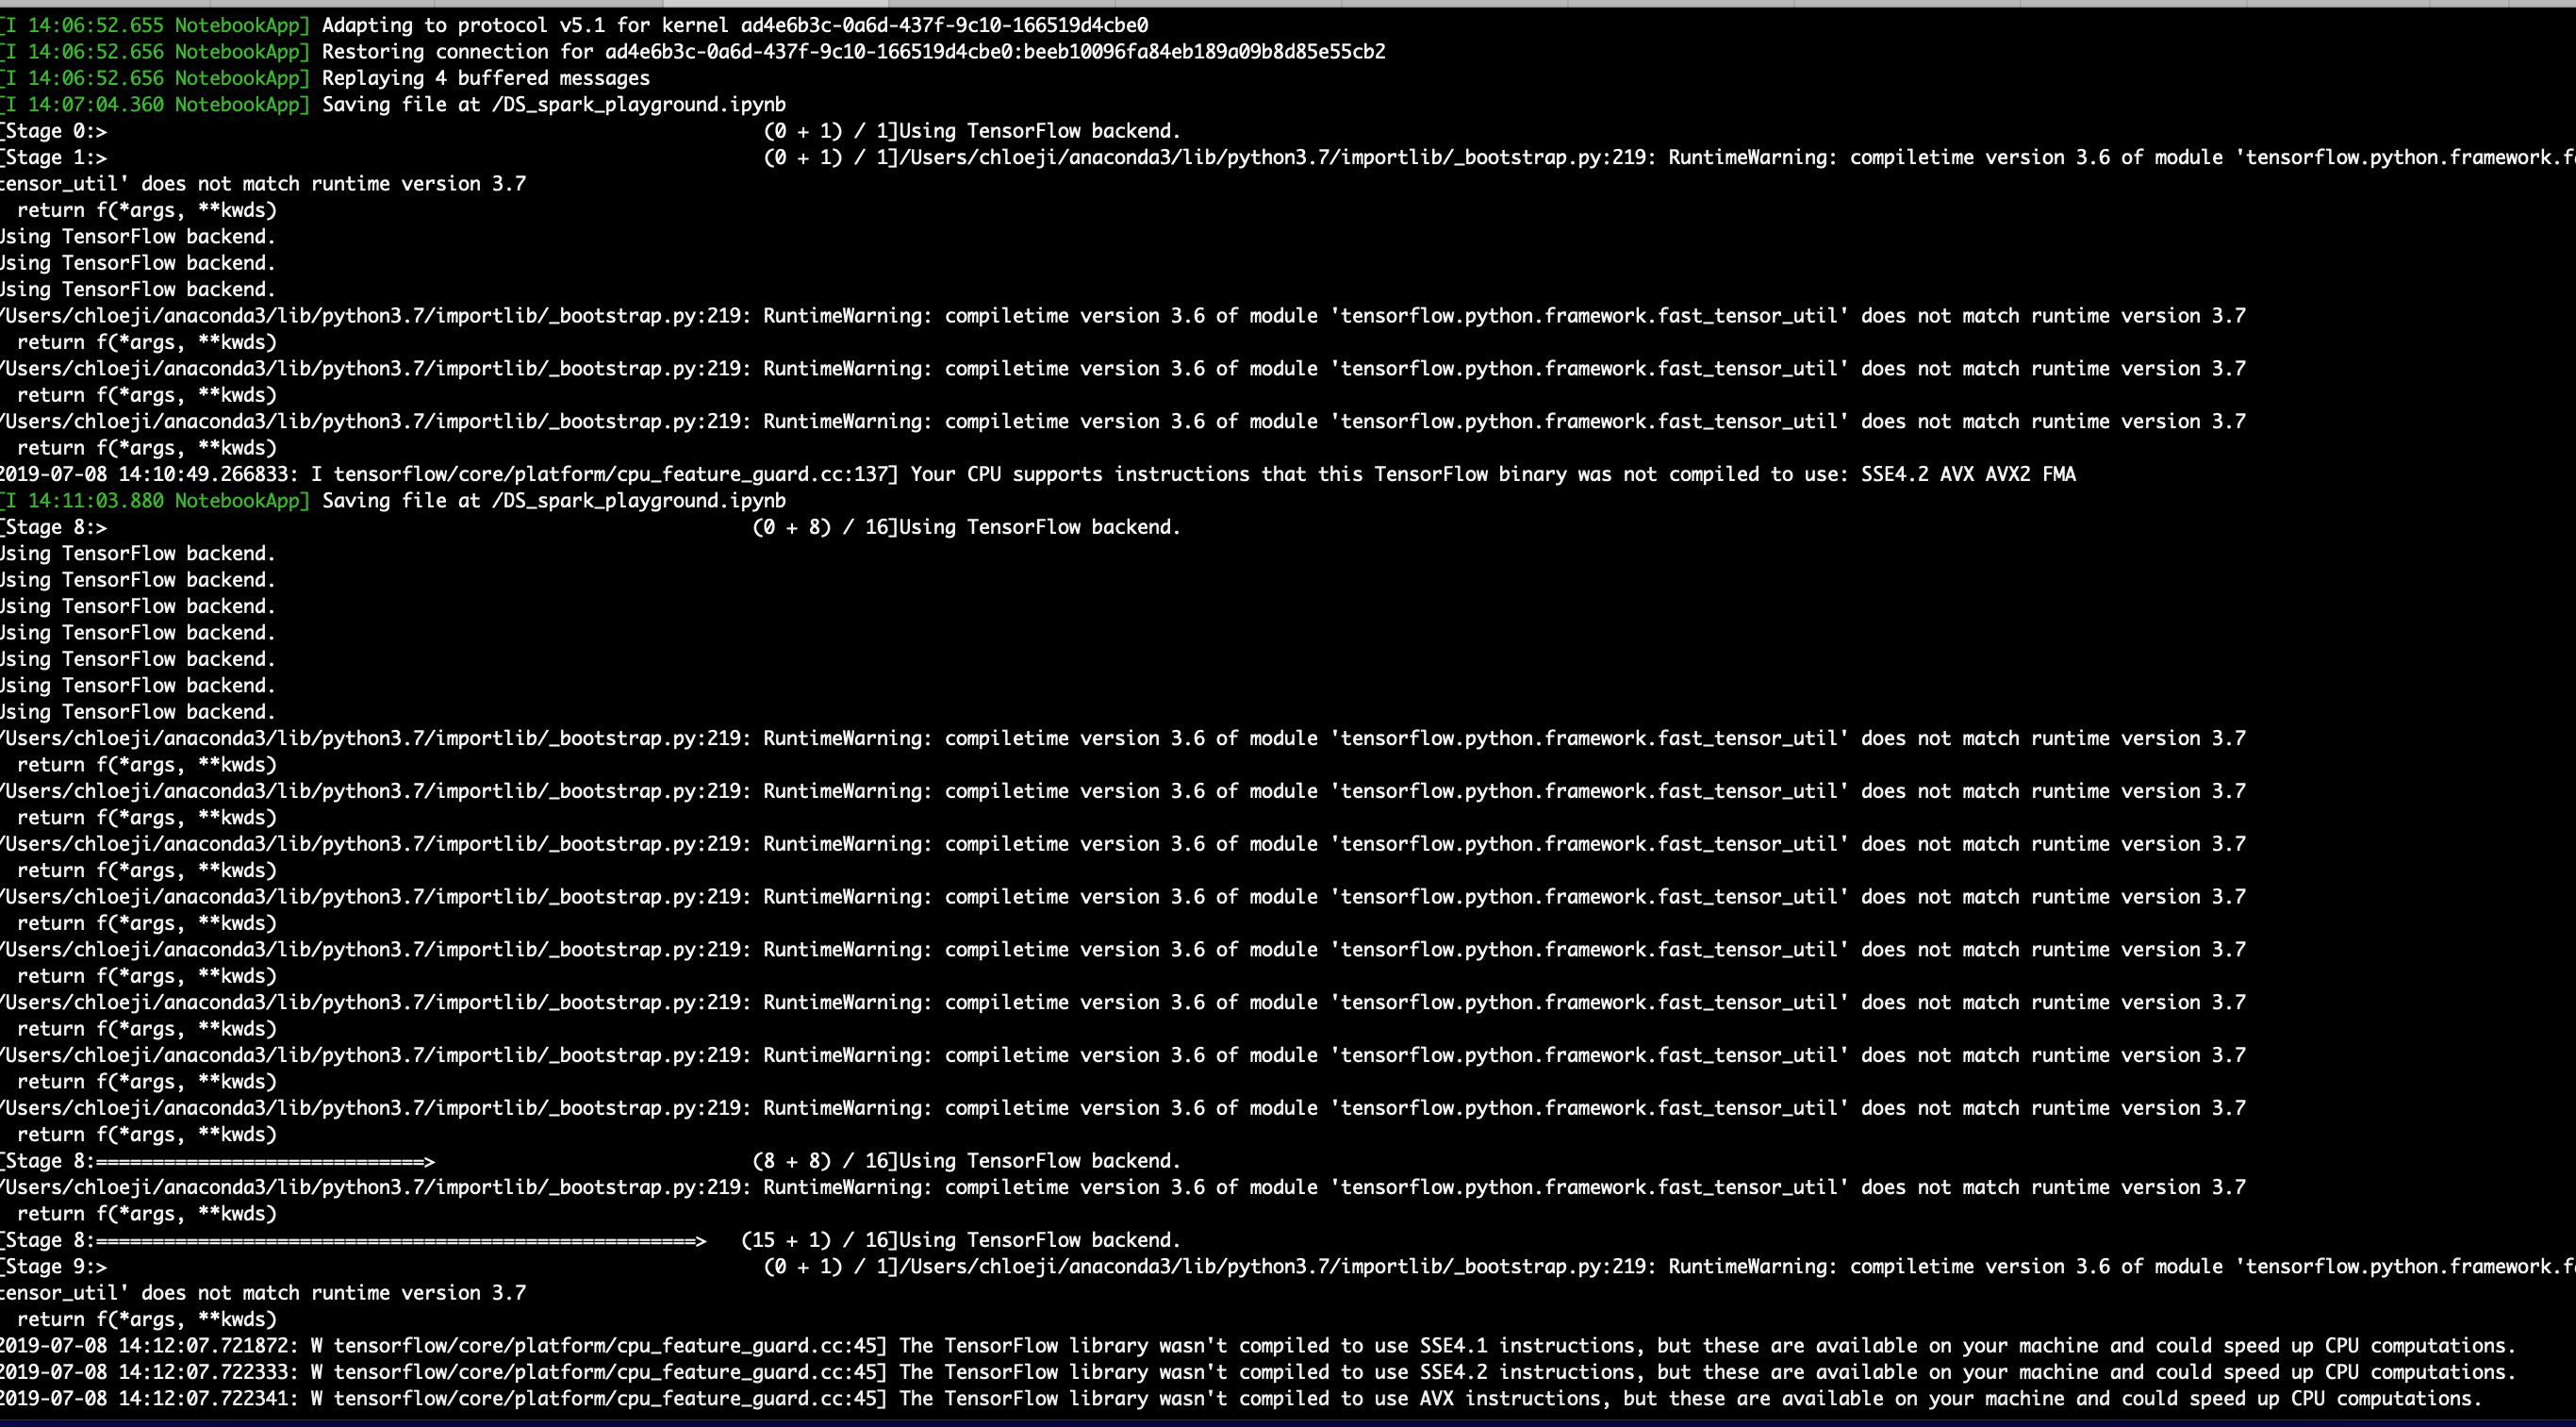 [I 14:06:52.655 NotebookApp] Adapting to protocol v5.1 for kernel ad4e6b3c-0a6d-437f-9c10-166519d4cbe0
[I 14:06:52.656 NotebookApp] Restoring connection for ad4e6b3c-0a6d-437f-9c10-166519d4cbe0:beeb10096fa84eb189a09b8d85e55cb2
[I 14:06:52.656 NotebookApp] Replaying 4 buffered messages
[I 14:07:04.360 NotebookApp] Saving file at /DS_spark_playground.ipynb
[Stage 0:> (0 + 1) / 1]Using TensorFlow backend.
[Stage 1:> (0 + 1) / 1]/Users/chloeji/anaconda3/lib/python3.7/importlib/_bootstrap.py:219: RuntimeWarning: compiletime version 3.6 of module 'tensorflow.python.framework.f
tensor_util' does not match runtime version 3.7
return f(*args, **kwds)
Using TensorFlow backend.
Using TensorFlow backend.
Using TensorFlow backend.
/Users/chloeji/anaconda3/lib/python3.7/importlib/_bootstrap.py:219: RuntimeWarning: compiletime version 3.6 of module 'tensorflow.python.framework.fast_tensor_util' does not match runtime version 3.7
return f(*args, **kwds)
/Users/chloeji/anaconda3/lib/python3.7/importlib/_bootstrap.py:219: RuntimeWarning: compiletime version 3.6 of module 'tensorflow.python.framework.fast_tensor_util' does not match runtime version 3.7
return f(*args, **kwds)
/Users/chloeji/anaconda3/lib/python3.7/importlib/_bootstrap.py:219: RuntimeWarning: compiletime version 3.6 of module 'tensorflow.python.framework.fast_tensor_util' does not match runtime version 3.7
return f(*args, **kwds)
2019-07-08 14:10:49.266833: I tensorflow/core/platform/cpu_feature_guard.cc:137] Your CPU supports instructions that this TensorFlow binary was not compiled to use: SSE4.2 AVX AVX2 FMA
[I 14:11:03.880 NotebookApp] Saving file at /DS_spark_playground.ipynb
[Stage 8:> (0 + 8) / 16]Using TensorFlow backend.
Using TensorFlow backend.
Using TensorFlow backend.
Using TensorFlow backend.
Using TensorFlow backend.
Using TensorFlow backend.
Using TensorFlow backend.
Using TensorFlow backend.
/Users/chloeji/anaconda3/lib/python3.7/importlib/_bootstrap.py:219: RuntimeWarning: compiletime version 3.6 of module 'tensorflow.python.framework.fast_tensor_util' does not match runtime version 3.7
return f(*args, **kwds)
/Users/chloeji/anaconda3/lib/python3.7/importlib/_bootstrap.py:219: RuntimeWarning: compiletime version 3.6 of module 'tensorflow.python.framework.fast_tensor_util' does not match runtime version 3.7
return f(*args, **kwds)
/Users/chloeji/anaconda3/lib/python3.7/importlib/_bootstrap.py:219: RuntimeWarning: compiletime version 3.6 of module 'tensorflow.python.framework.fast_tensor_util' does not match runtime version 3.7
return f(*args, **kwds)
/Users/chloeji/anaconda3/lib/python3.7/importlib/_bootstrap.py:219: RuntimeWarning: compiletime version 3.6 of module 'tensorflow.python.framework.fast_tensor_util' does not match runtime version 3.7
return f(*args, **kwds)
/Users/chloeji/anaconda3/lib/python3.7/importlib/_bootstrap.py:219: RuntimeWarning: compiletime version 3.6 of module 'tensorflow.python.framework.fast_tensor_util' does not match runtime version 3.7
return f(*args, **kwds)
/Users/chloeji/anaconda3/lib/python3.7/importlib/_bootstrap.py:219: RuntimeWarning: compiletime version 3.6 of module 'tensorflow.python.framework.fast_tensor_util' does not match runtime version 3.7
return f(*args, **kwds)
/Users/chloeji/anaconda3/lib/python3.7/importlib/_bootstrap.py:219: RuntimeWarning: compiletime version 3.6 of module 'tensorflow.python.framework.fast_tensor_util' does not match runtime version 3.7
return f(*args, **kwds)
/Users/chloeji/anaconda3/lib/python3.7/importlib/_bootstrap.py:219: RuntimeWarning: compiletime version 3.6 of module 'tensorflow.python.framework.fast_tensor_util' does not match runtime version 3.7
return f(*args, **kwds)
[Stage 8:=============================> (8 + 8) / 16]Using TensorFlow backend.
/Users/chloeji/anaconda3/lib/python3.7/importlib/_bootstrap.py:219: RuntimeWarning: compiletime version 3.6 of module 'tensorflow.python.framework.fast_tensor_util' does not match runtime version 3.7
return f(*args, **kwds)
[Stage 8:=====================================================> (15 + 1) / 16]Using TensorFlow backend.
[Stage 9:> (0 + 1) / 1]/Users/chloeji/anaconda3/lib/python3.7/importlib/_bootstrap.py:219: RuntimeWarning: compiletime version 3.6 of module 'tensorflow.python.framework.f
tensor_util' does not match runtime version 3.7
return f(*args, **kwds)
2019-07-08 14:12:07.721872: W tensorflow/core/platform/cpu_feature_guard.cc:45] The TensorFlow library wasn't compiled to use SSE4.1 instructions, but these are available on your machine and could speed up CPU computations.
2019-07-08 14:12:07.722333: W tensorflow/core/platform/cpu_feature_guard.cc:45] The TensorFlow library wasn't compiled to use SSE4.2 instructions, but these are available on your machine and could speed up CPU computations.
2019-07-08 14:12:07.722341: W tensorflow/core/platform/cpu_feature_guard.cc:45] The TensorFlow library wasn't compiled to use AVX instructions, but these are available on your machine and could speed up CPU computations.